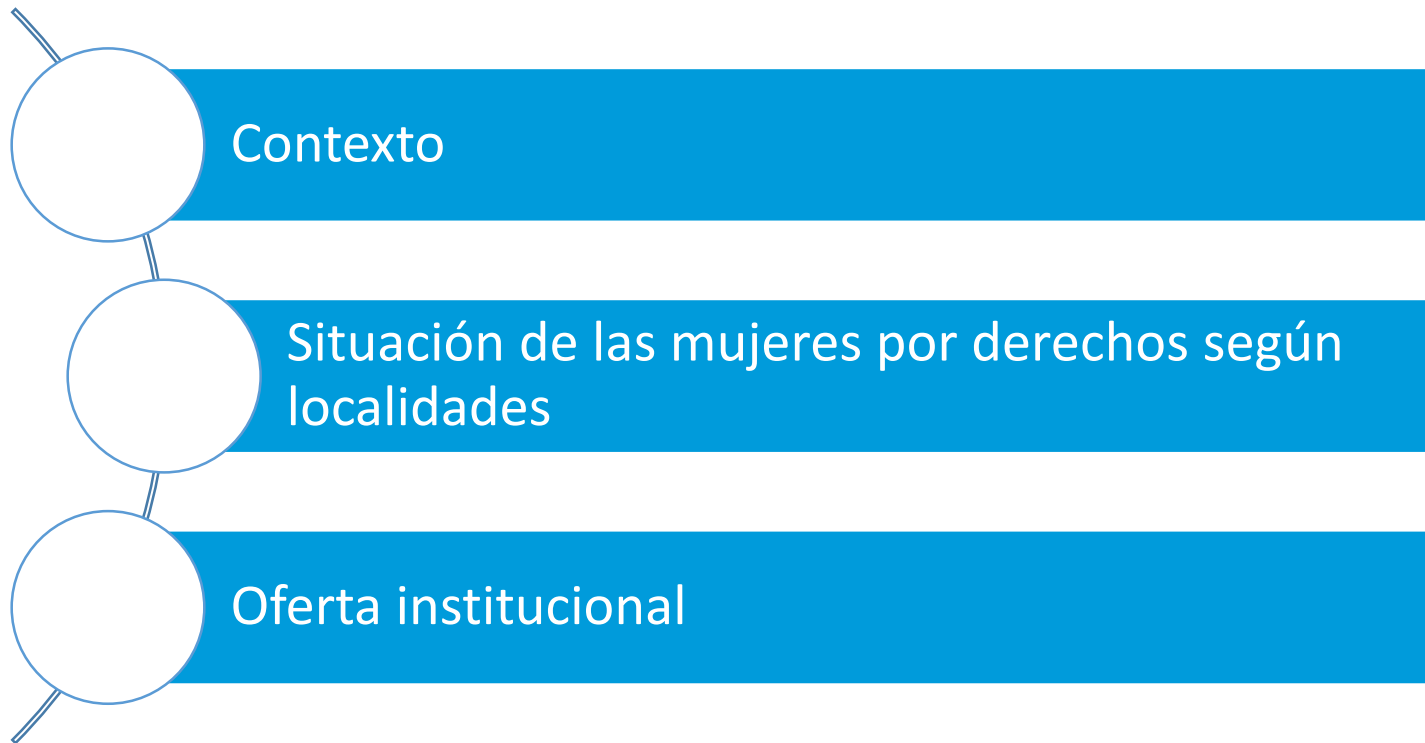 Contexto
Situación de las mujeres por derechos según
localidades
Oferta institucional